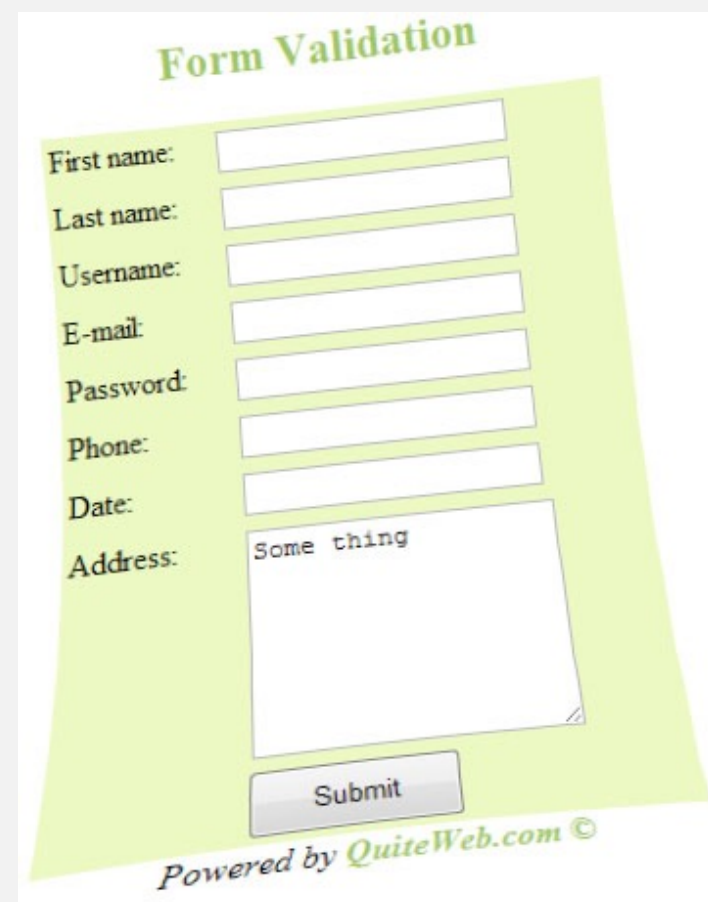 Form Validation
First name:
Last name:
Username:
E-mail:
Password:
Phone:
Date:
Address:
Some thing
Submit
Powered by QuiteWeb.com ©